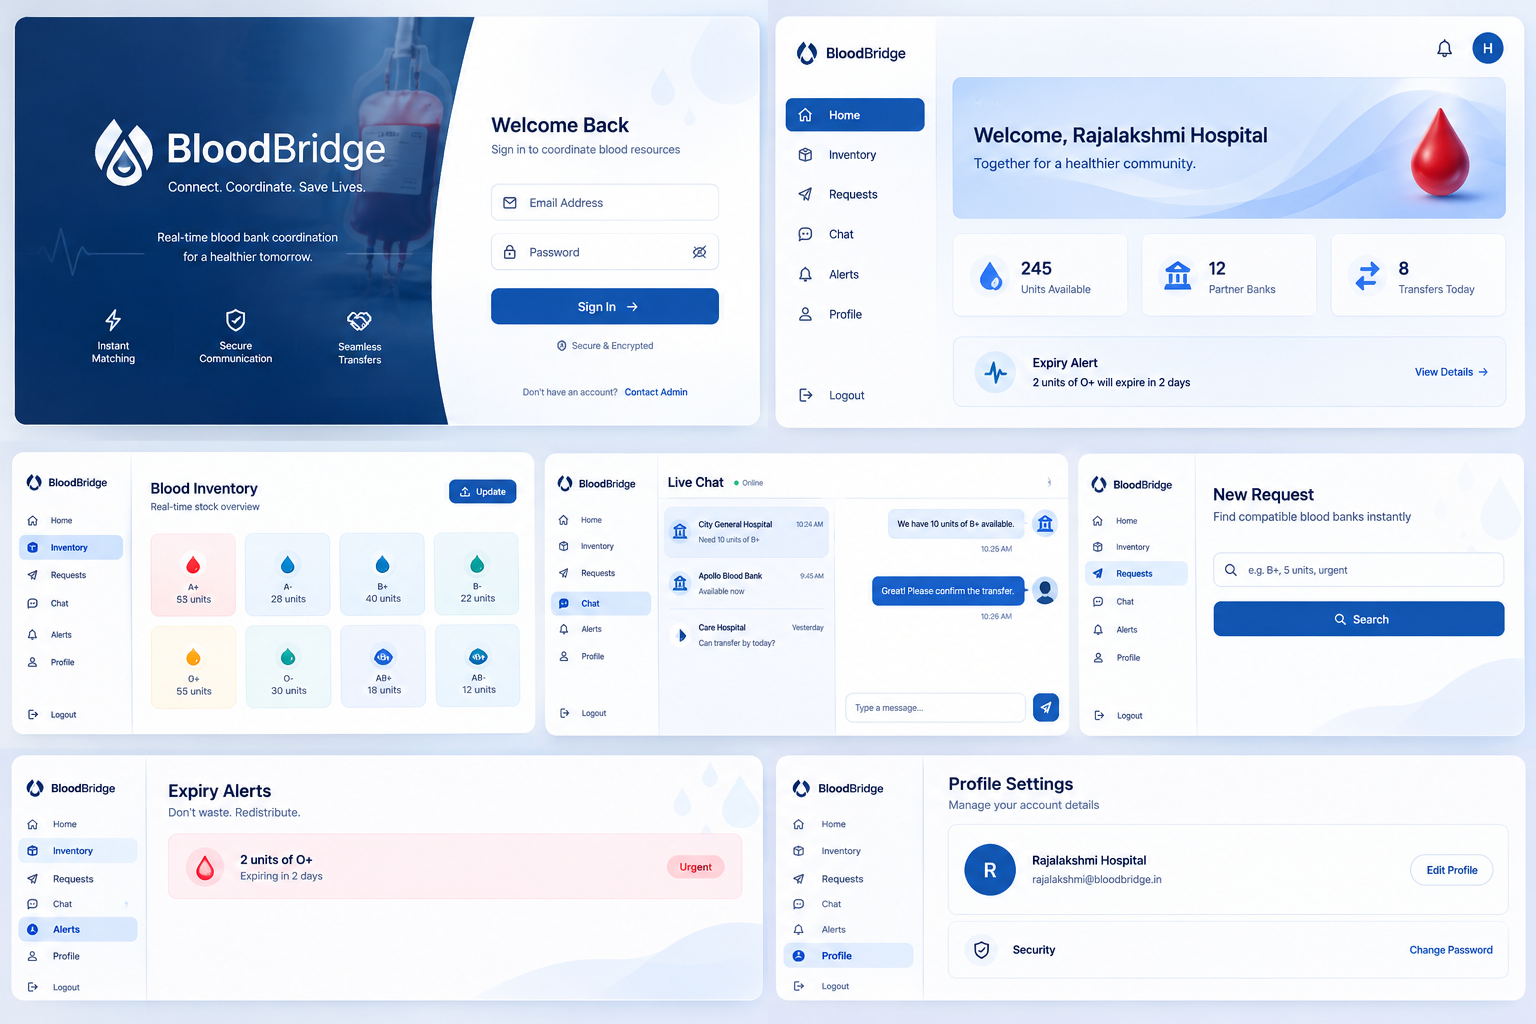 BloodBridge
Connect. Coordinate. Save Lives.
Real-time blood bank coordination
for a healthier tomorrow.
Instant
Matching
Secure
Communication
Seamless
Transfers
Welcome Back
Sign in to coordinate blood resources
Email Address
Password
Sign In →
Secure & Encrypted
Don't have an account? Contact Admin
BloodBridge
Home
Inventory
Requests
Chat
Alerts
Profile
Logout
H
Welcome, Rajalakshmi Hospital
Together for a healthier community.
245
Units Available
12
Partner Banks
8
Transfers Today
Expiry Alert
2 units of O+ will expire in 2 days
View Details →
BloodBridge
Home
Inventory
Requests
Chat
Alerts
Profile
Logout
Blood Inventory
Real-time stock overview
Update
A+
53 units
A-
28 units
B+
40 units
B-
22 units
O+
55 units
O-
30 units
AB+
18 units
AB-
12 units
BloodBridge
Home
Inventory
Requests
Chat
Alerts
Profile
Logout
Live Chat
Online
City General Hospital 10:24 AM
Need 10 units of B+
Apollo Blood Bank 9:45 AM
Available now
Care Hospital Yesterday
Can transfer by today?
We have 10 units of B+ available.
10:25 AM
Great! Please confirm the transfer.
10:26 AM
Type a message...
BloodBridge
Home
Inventory
Requests
Chat
Alerts
Profile
Logout
New Request
Find compatible blood banks instantly
e.g. B+, 5 units, urgent
Search
BloodBridge
Home
Inventory
Requests
Chat
Alerts
Profile
Logout
Expiry Alerts
Don't waste. Redistribute.
2 units of O+
Expiring in 2 days
Urgent
BloodBridge
Home
Inventory
Requests
Chat
Alerts
Profile
Logout
Profile Settings
Manage your account details
R
Rajalakshmi Hospital
rajalakshmi@bloodbridge.in
Edit Profile
Security
Change Password